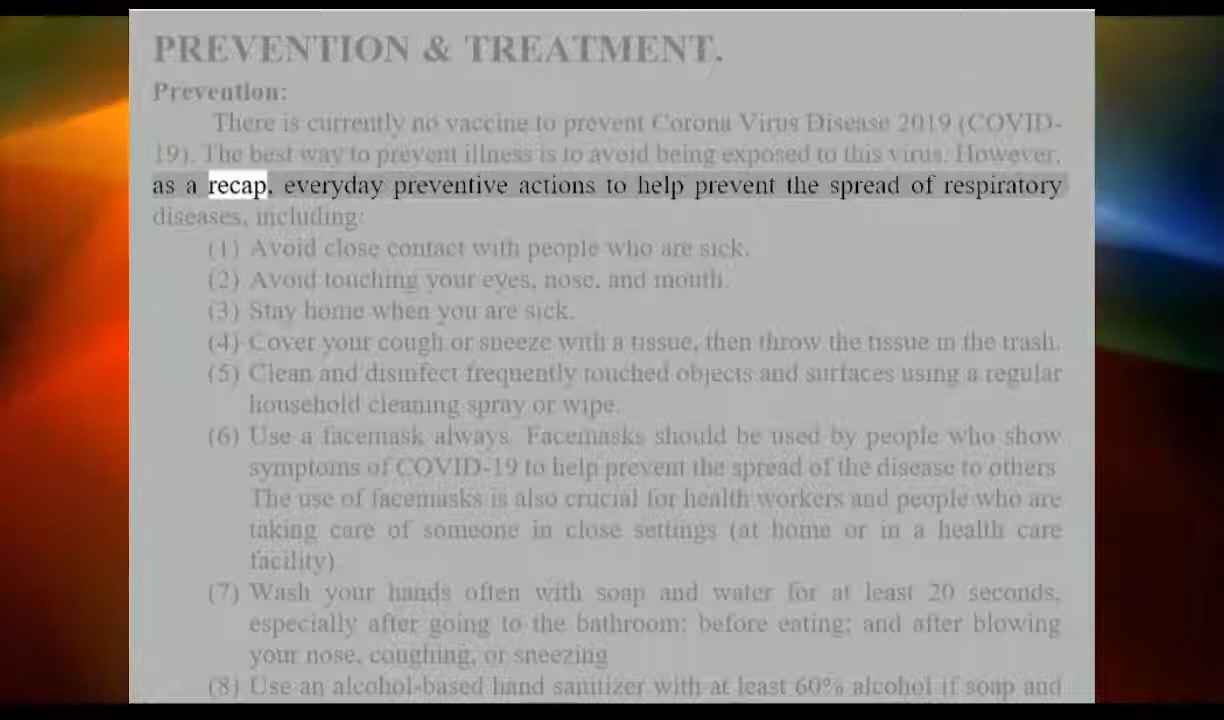 PREVENTION & TREATMENT.
Prevention:
There is currently no vaccine to prevent Corona Virus Disease 2019 (COVID-
19). The best way to prevent illness is to avoid being exposed to this virus. However,
as a recap, everyday preventive actions to help prevent the spread of respiratory
diseases, including:
(1) Avoid close contact with people who are sick.
(2) Avoid touching your eyes, nose, and mouth.
(3) Stay home when you are sick.
(4) Cover your cough or sneeze with a tissue, then throw the tissue in the trash.
(5) Clean and disinfect frequently touched objects and surfaces using a regular
household cleaning spray or wipe.
(6) Use a facemask always. Facemasks should be used by people who show
symptoms of COVID-19 to help prevent the spread of the disease to others.
The use of facemasks is also crucial for health workers and people who are
taking care of someone in close settings (at home or in a health care
facility)
(7) Wash your hands often with soap and water for at least 20 seconds,
especially after going to the bathroom; before eating; and after blowing
your nose, coughing, or sneezing
(8) Use an alcohol-based hand sanitizer with at least 60% alcohol if soap and